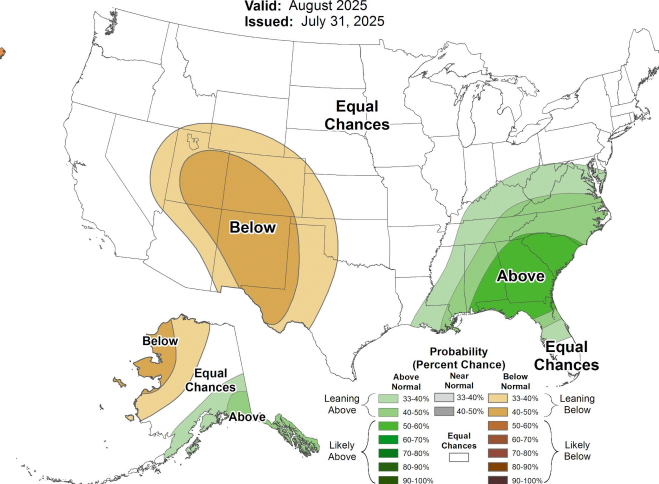 Valid: August 2025
Issued: July 31, 2025
Equal
Chances
Below
Above
Equal
Chances
Below
Equal
Chances
Above
Probability
(Percent Chance)
Above
Normal
Near
Normal
Below
Normal
Leaning
Above
33-40%
33-40%
33-40%
Leaning
Below
40-50%
40-50%
40-50%
Likely
Above
50-60%
50-60%
Likely
Below
60-70%
60-70%
70-80%
70-80%
80-90%
80-90%
90-100%
90-100%
Equal
Chances